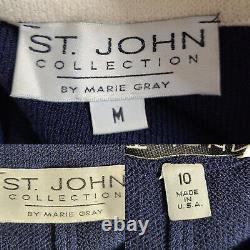 ST. JOHN
COLLECTION
BY MARIE GRAY
M
ST. JOHN
COLLECTION
BY MARIE GRAY
10
MADE
IN
U.S.A.